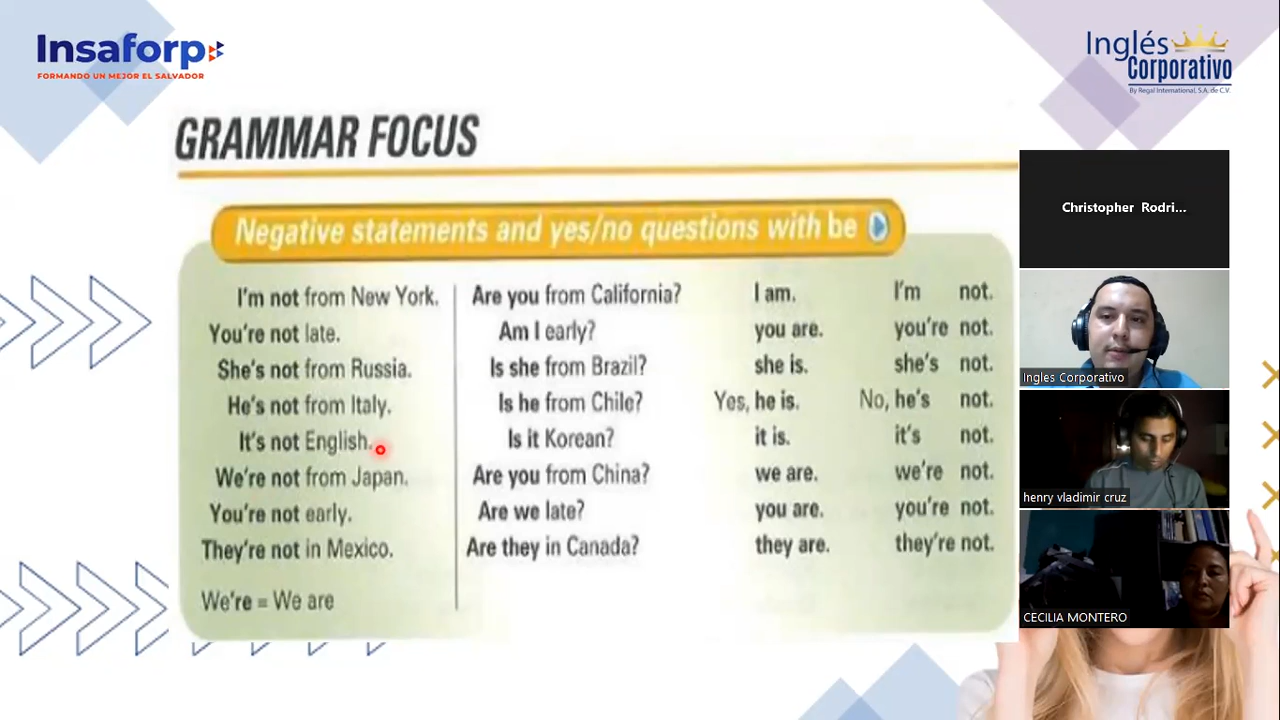 Insaforp
FORMANDO UN MEJOR EL SALVADOR
Inglés
Corporativo
By Regal International, S.A. de C.V.
GRAMMAR FOCUS
Negative statements and yes/no questions with be
I'm not from New York. Are you from California? I am. I'm not.
You're not late. Am I early? you are. you're not.
She's not from Russia. Is she from Brazil? she is. she's not.
He's not from Italy. Is he from Chile? Yes, he is. No, he's not.
It's not English. Is it Korean? it is. it's not.
We're not from Japan. Are you from China? we are. we're not.
You're not early. Are we late? you are. you're not.
They're not in Mexico. Are they in Canada? they are. they're not.
We're = We are
Christopher Rodri...
Ingles Corporativo
henry vladimir cruz
CECILIA MONTERO